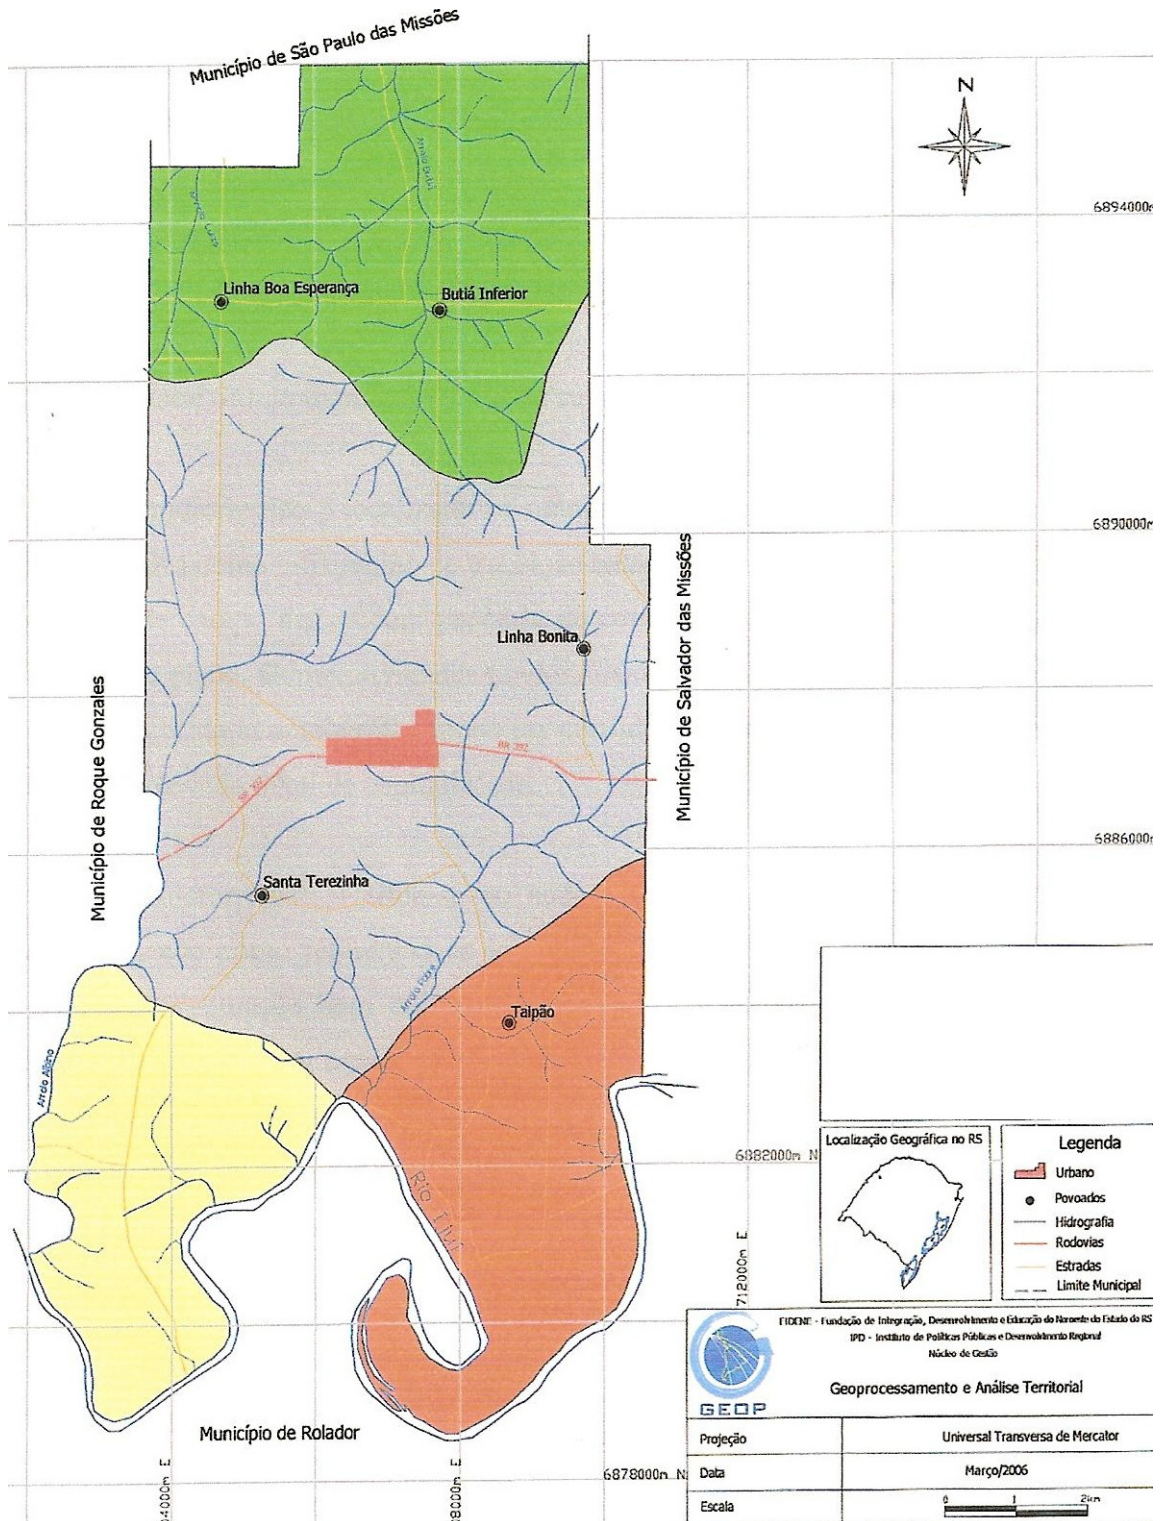 Município de São Paulo das Missões
N
Arroio Butiá
6894000m
Linha Boa Esperança
Butiá Inferior
6890000m
Linha Bonita
Município de Salvador das Missões
Município de Roque Gonzales
BR 392
BR 392
6886000m
Santa Terezinha
Taipão
Arroio Albino
Rio Ijuí
6882000m N
712000m E
Localização Geográfica no RS
Legenda
Urbano
Povoados
Hidrografia
Rodovias
Estradas
Limite Municipal
FIDENE - Fundação de Integração, Desenvolvimento e Educação do Noroeste do Estado do RS
IPD - Instituto de Políticas Públicas e Desenvolvimento Regional
Núcleo de Gestão
GEOP
Geoprocessamento e Análise Territorial
Município de Rolador
Projeção
Universal Transversa de Mercator
6878000m N
Data
Março/2006
Escala
0 1 2km